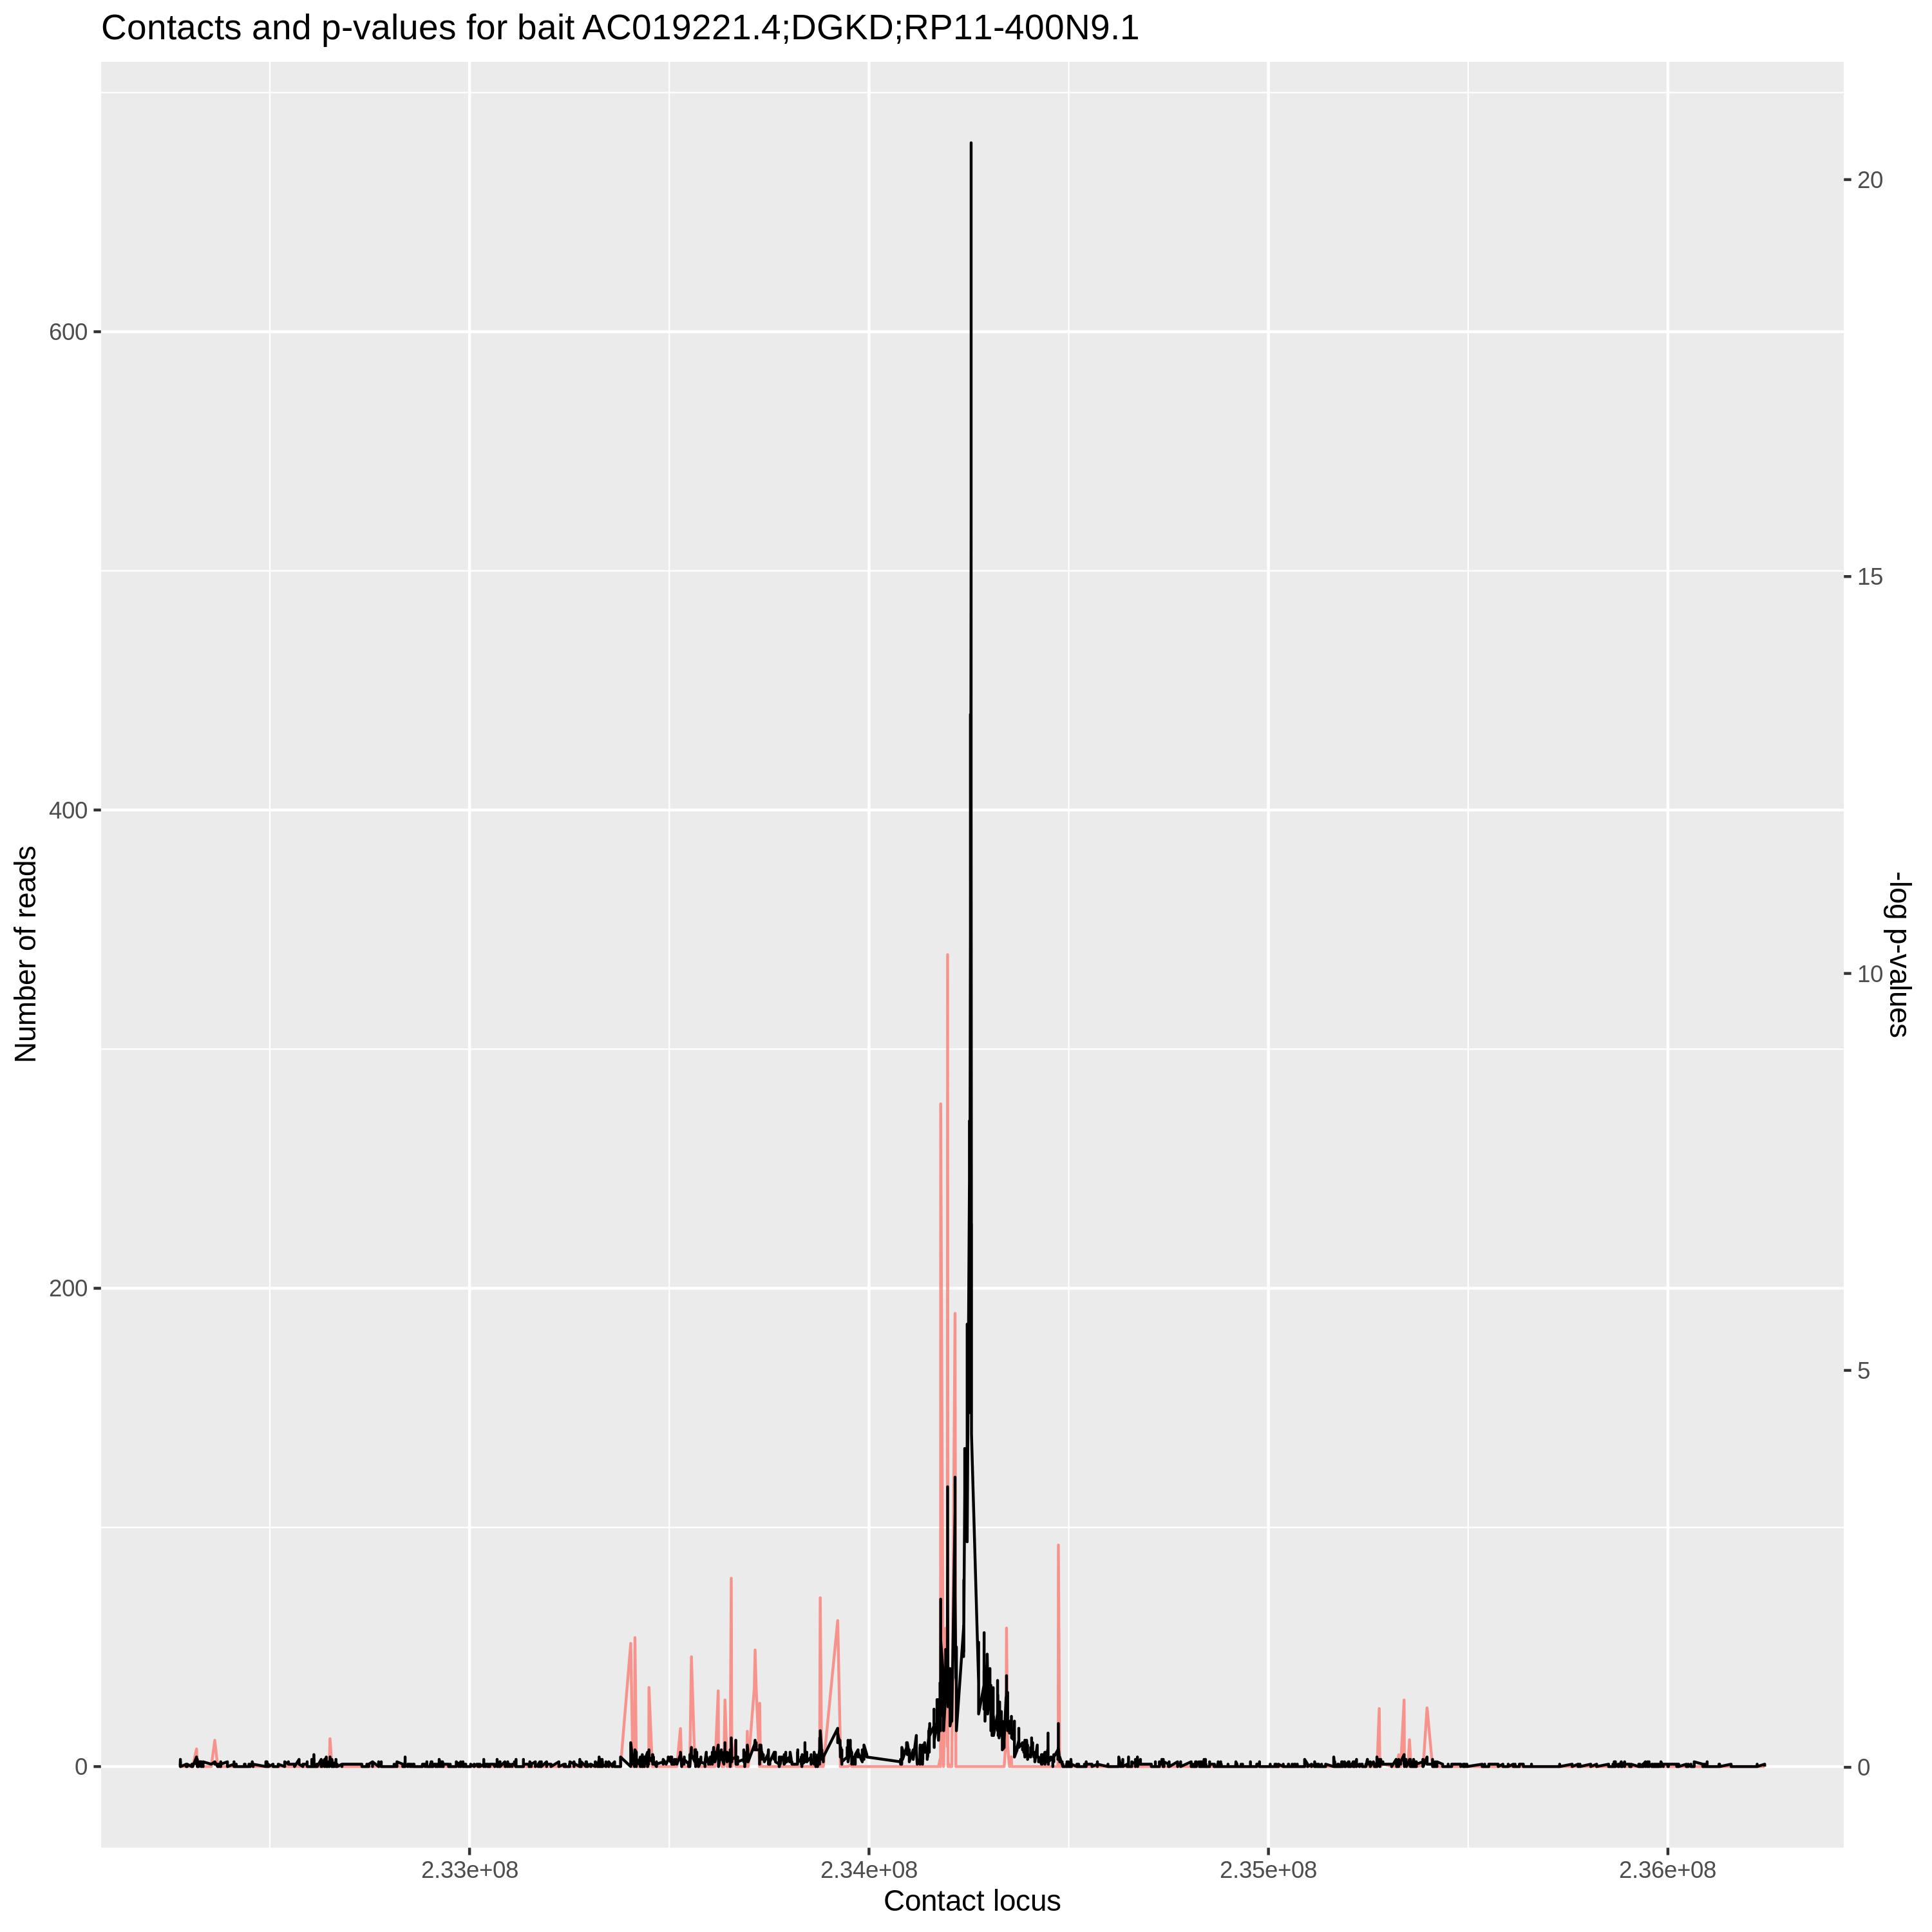 Contacts and p-values for bait AC019221.4;DGKD;RP11-400N9.1
Number of reads
600
400
200
0
20
15
10
5
0
-log p-values
2.33e+08
2.34e+08
2.35e+08
2.36e+08
Contact locus